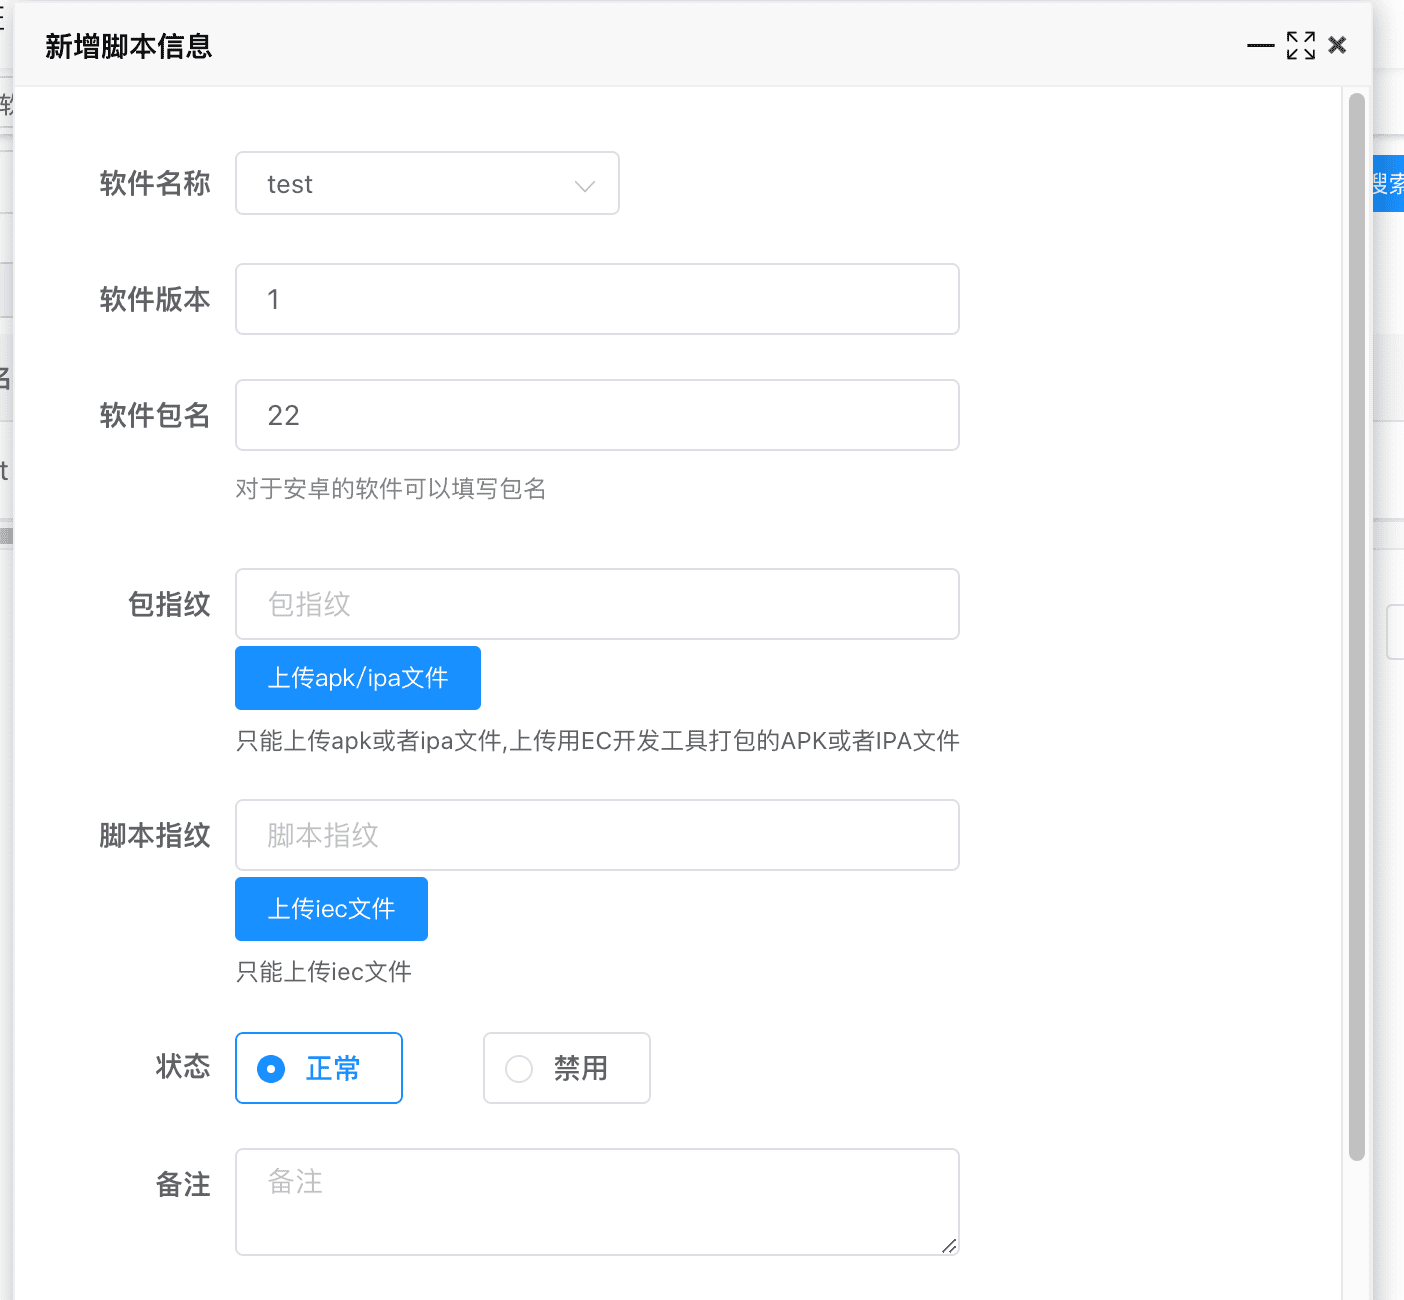 新增脚本信息
软件名称
test
搜索
软件版本
1
软件包名
22
对于安卓的软件可以填写包名
包指纹
包指纹
上传apk/ipa文件
只能上传apk或者ipa文件,上传用EC开发工具打包的APK或者IPA文件
脚本指纹
脚本指纹
上传iec文件
只能上传iec文件
状态
正常
禁用
备注
备注